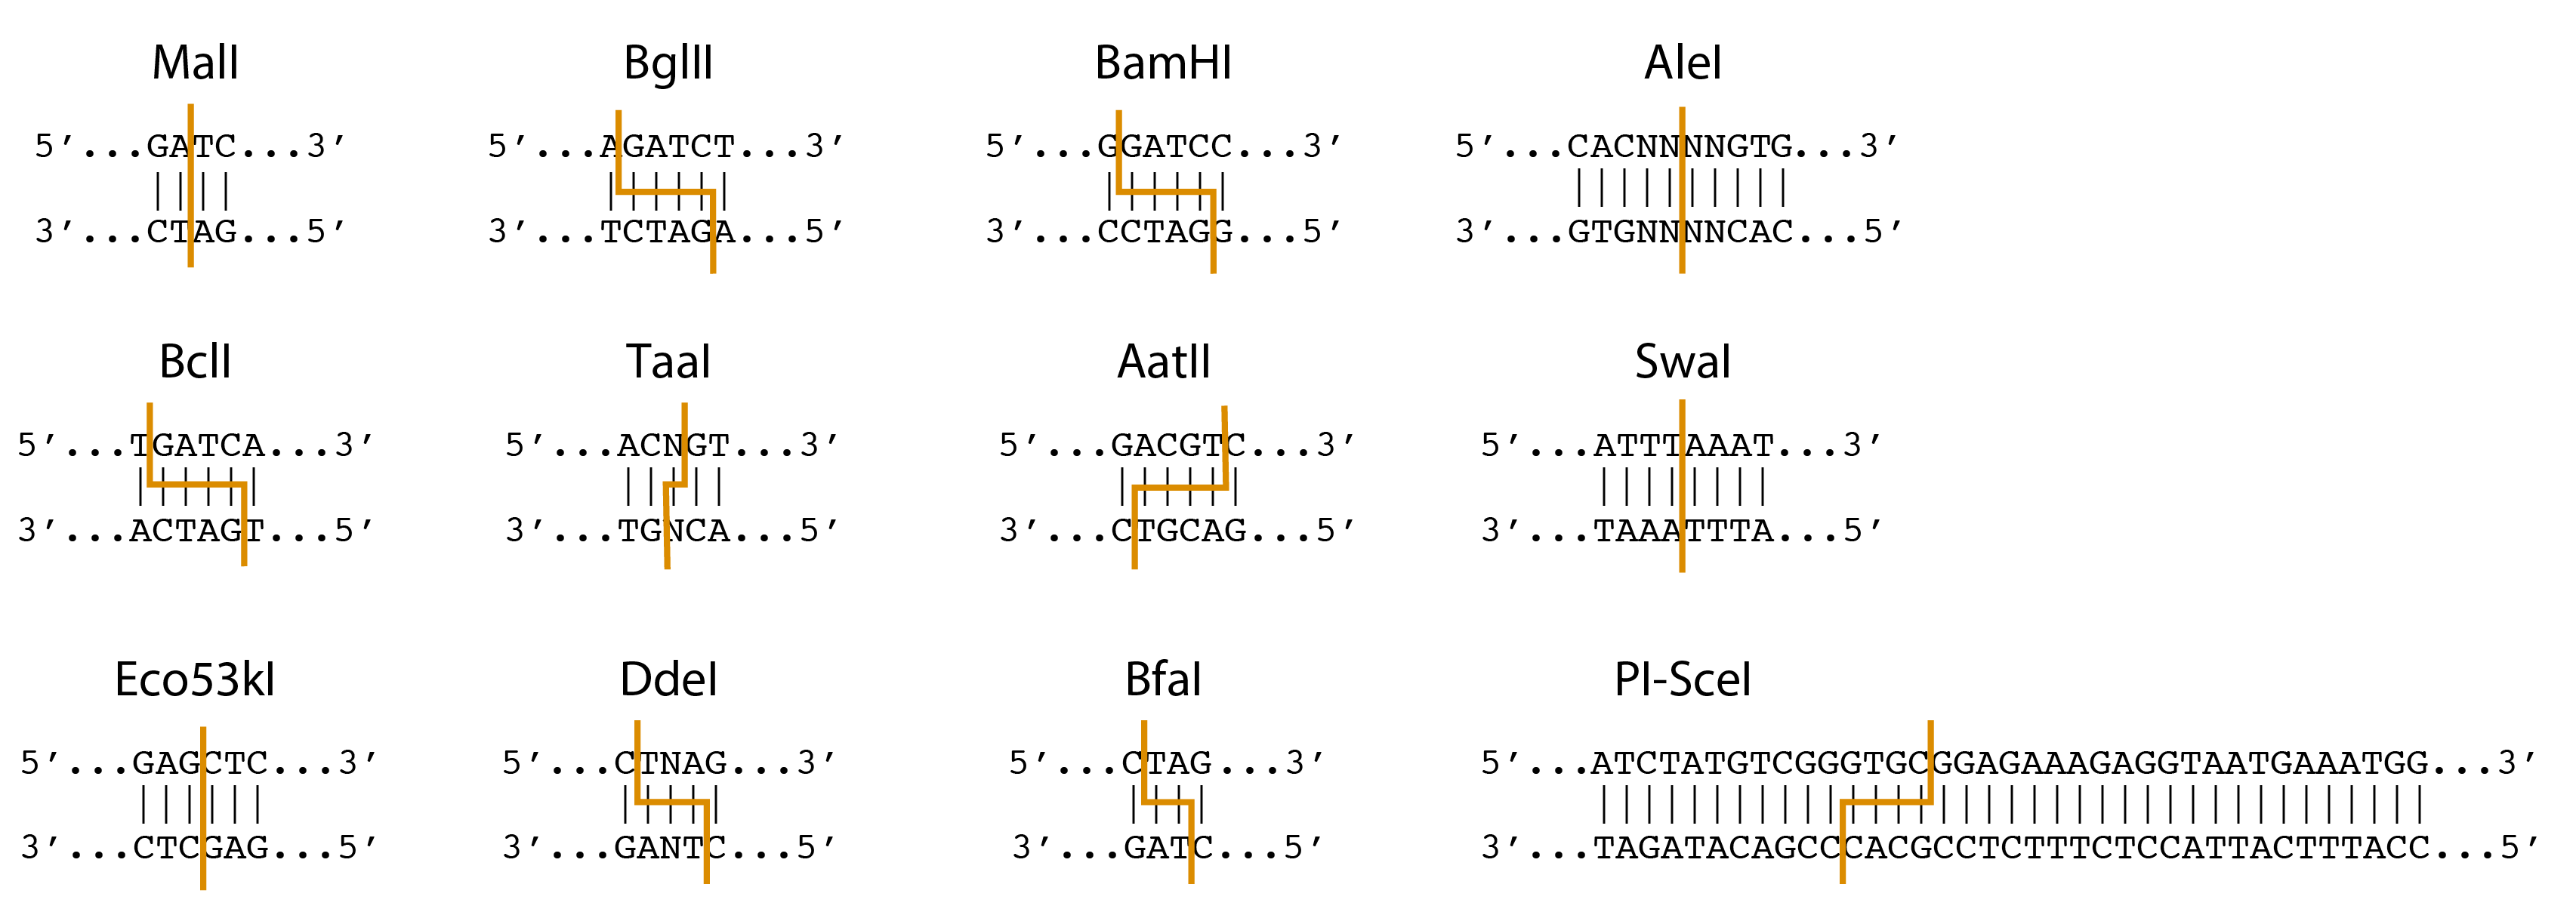 MalI
5’...GATC...3’
3’...CTAG...5’
BglII
5’...AGATCT...3’
3’...TCTAGA...5’
BamHI
5’...GGATCC...3’
3’...CCTAGG...5’
AleI
5’...CACNNNNGTG...3’
3’...GTGNNNNCAC...5’
BclI
5’...TGATCA...3’
3’...ACTAGT...5’
TaaI
5’...ACNGT...3’
3’...TGNCA...5’
AatII
5’...GACGTC...3’
3’...CTGCAG...5’
SwaI
5’...ATTTAAAT...3’
3’...TAAATTTA...5’
Eco53kI
5’...GAGCTC...3’
3’...CTCGAG...5’
DdeI
5’...CTNAG...3’
3’...GANTC...5’
BfaI
5’...CTAG...3’
3’...GATC...5’
PI-SceI
5’...ATCTATGTCGGGTGCGGAGAAAGAGGTAATGAAATGG...3’
3’...TAGATACAGCCCACGCCTCTTTCTCCATTACTTTACC...5’